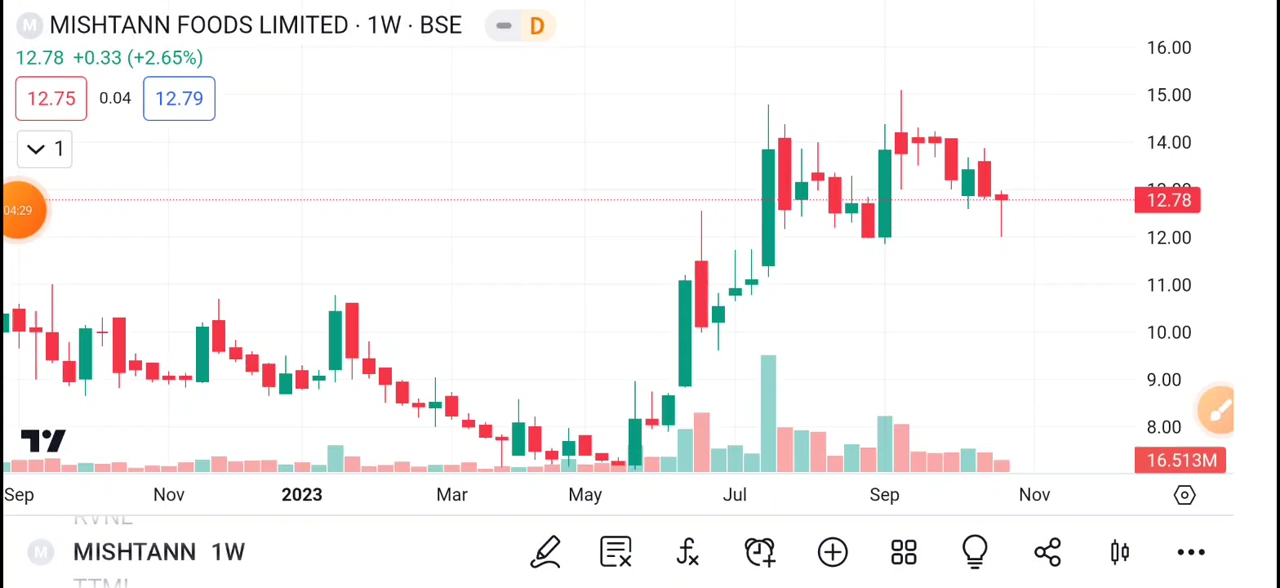 M MISHTANN FOODS LIMITED · 1W · BSE D
12.78 +0.33 (+2.65%)
12.75 0.04 12.79
1
04:29
16.00
15.00
14.00
12.78
12.00
11.00
10.00
9.00
8.00
16.513M
Sep Nov 2023 Mar May Jul Sep Nov
RVNL
M MISHTANN 1W
TTML